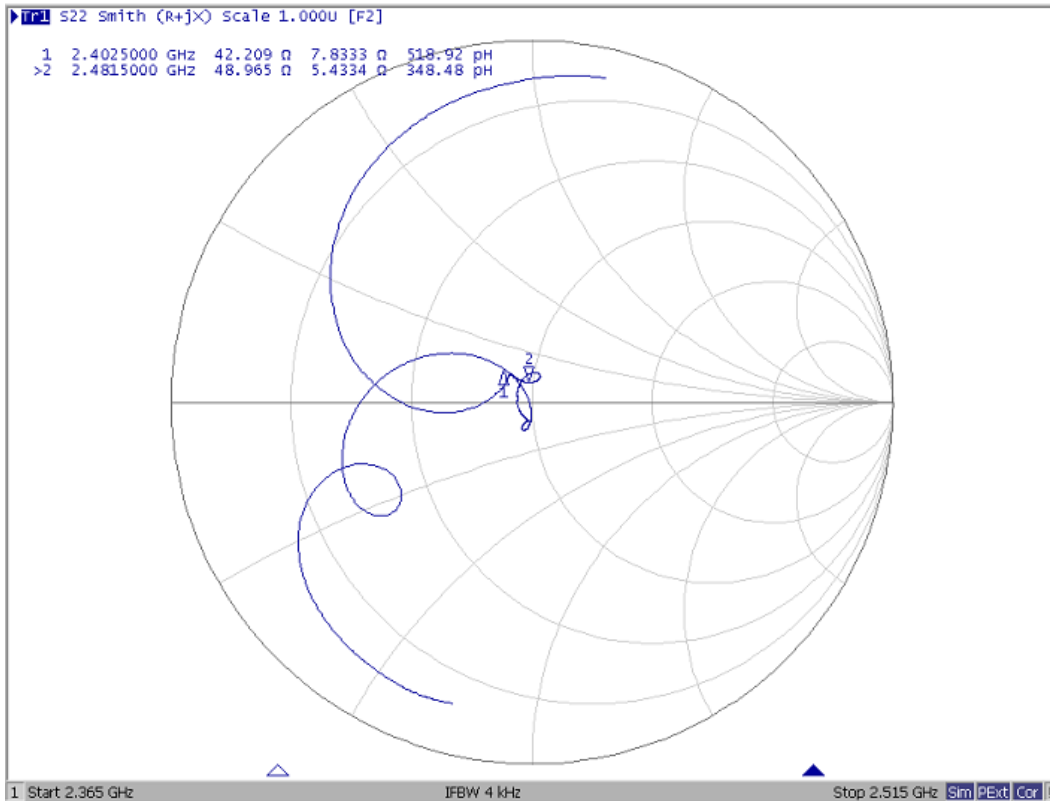 Tr1 S22 Smith (R+jX) Scale 1.000U [F2]
1 2.4025000 GHz 42.209 Ω 7.8333 Ω 518.92 pH
>2 2.4815000 GHz 48.965 Ω 5.4334 Ω 348.48 pH
2
1
1 Start 2.365 GHz IFBW 4 kHz Stop 2.515 GHz Sim PExt Cor